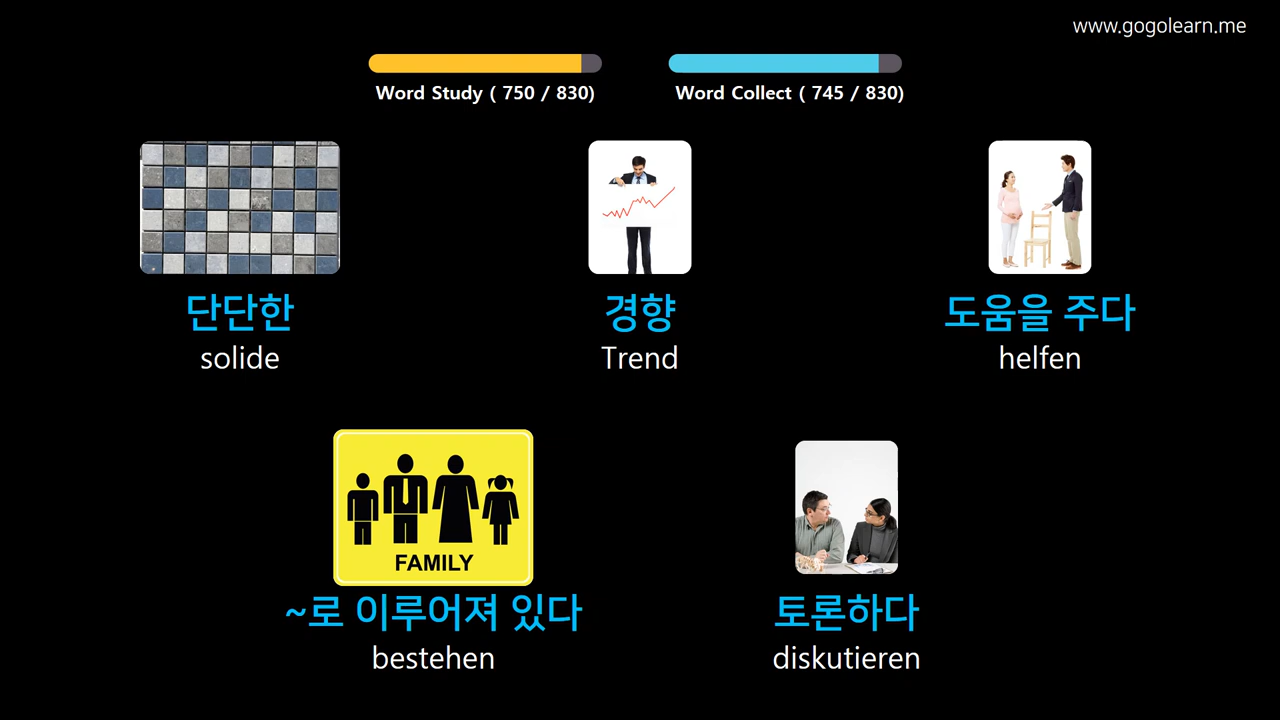 www.gogolearn.me
Word Study ( 750 / 830)
Word Collect ( 745 / 830)
단단한
solide
경향
Trend
도움을 주다
helfen
FAMILY
~로 이루어져 있다
bestehen
토론하다
diskutieren